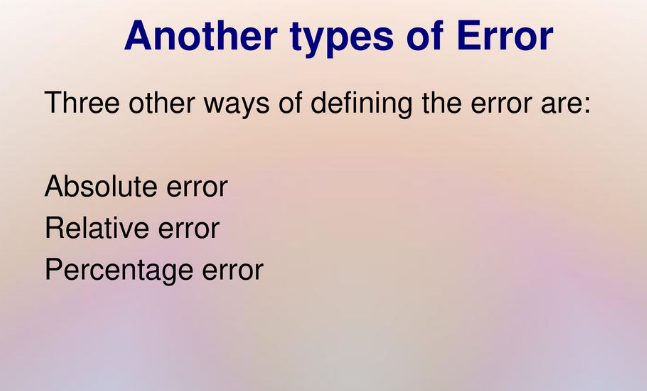 Another types of Error
Three other ways of defining the error are:
Absolute error
Relative error
Percentage error